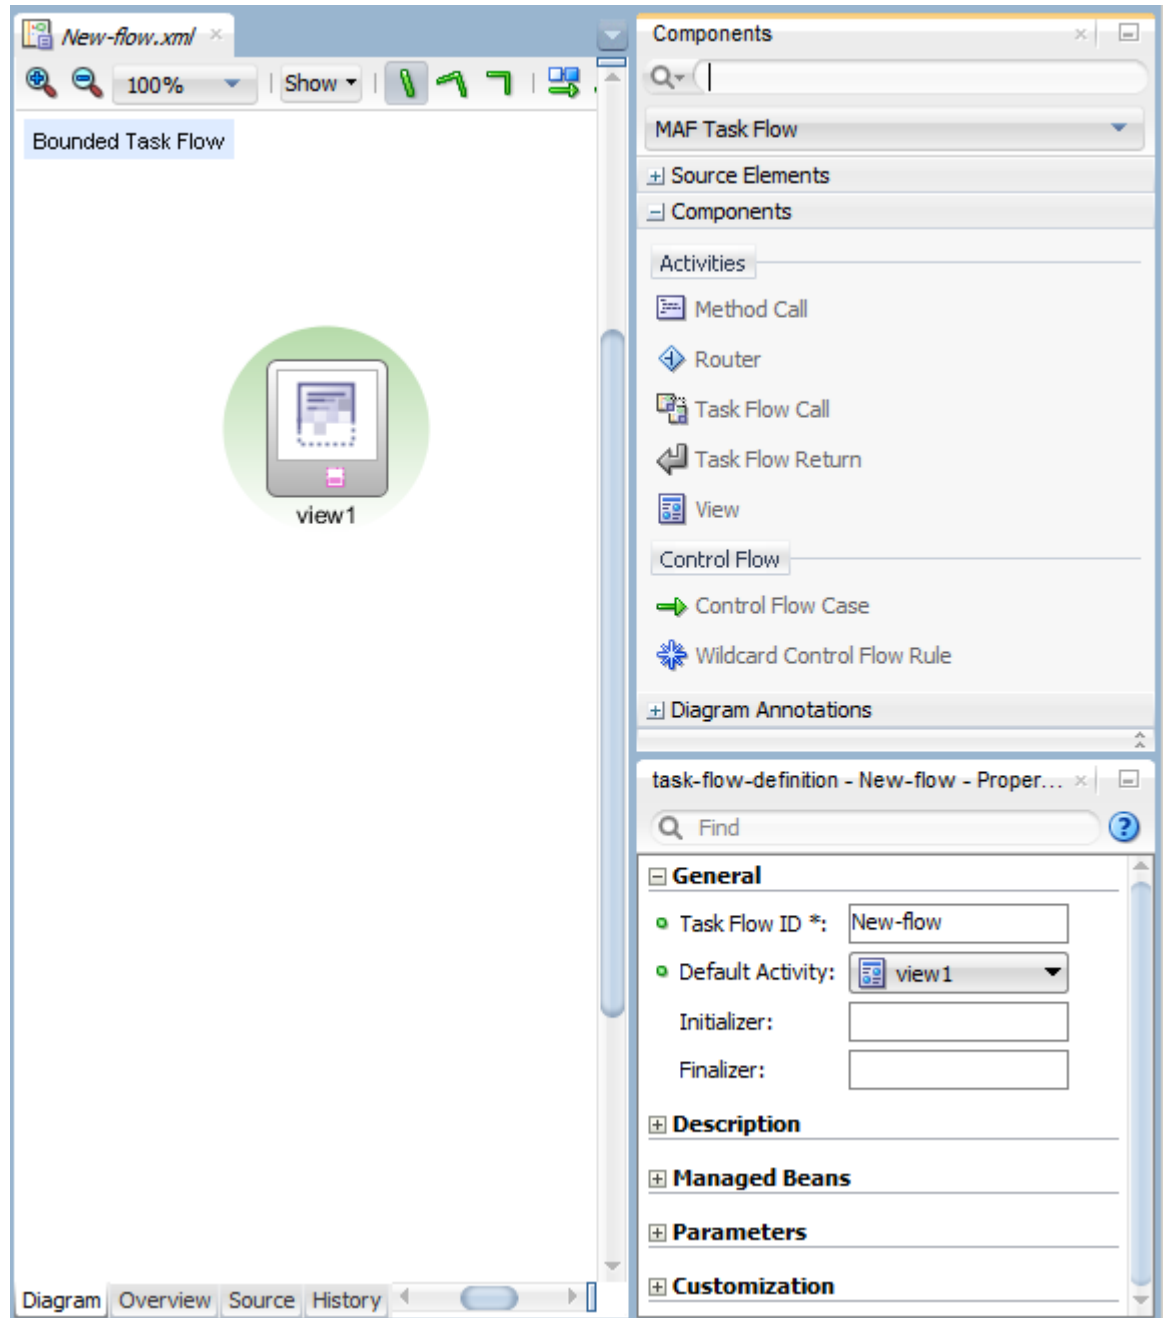 New-flow.xml
100%
Show
Bounded Task Flow
view1
Diagram Overview Source History
Components
MAF Task Flow
Source Elements
Components
Activities
Method Call
Router
Task Flow Call
Task Flow Return
View
Control Flow
Control Flow Case
Wildcard Control Flow Rule
Diagram Annotations
task-flow-definition - New-flow - Proper...
Find
General
Task Flow ID *: New-flow
Default Activity: view1
Initializer:
Finalizer:
Description
Managed Beans
Parameters
Customization